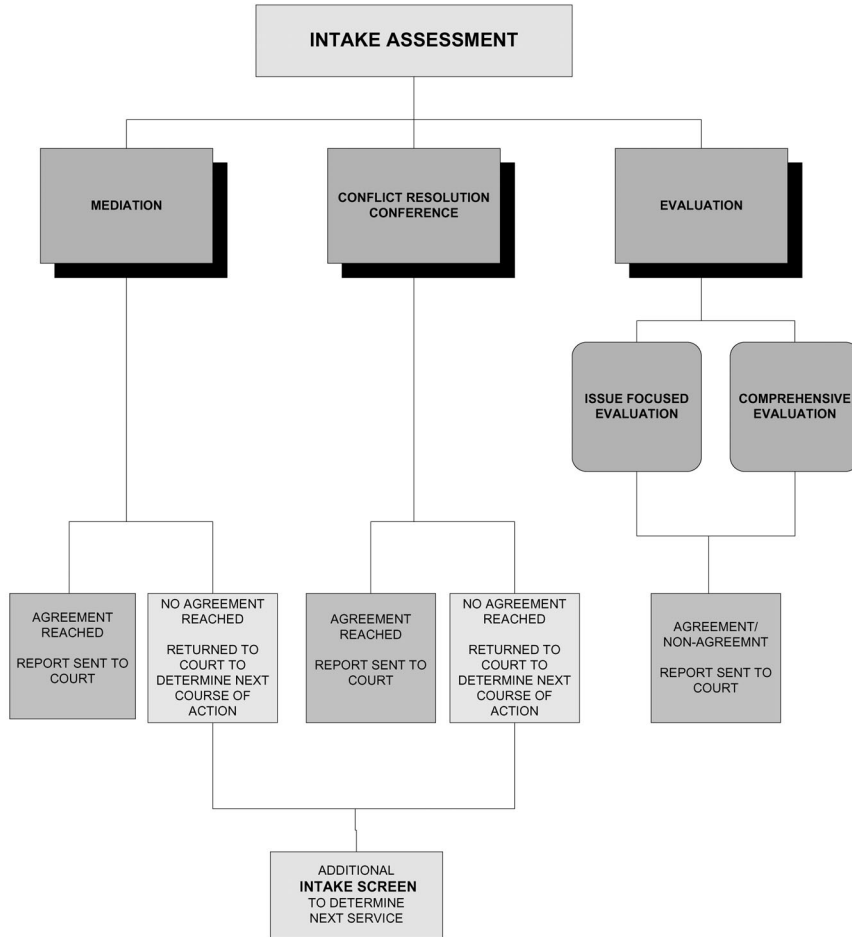 INTAKE ASSESSMENT
MEDIATION
CONFLICT RESOLUTION
CONFERENCE
EVALUATION
ISSUE FOCUSED
EVALUATION
COMPREHENSIVE
EVALUATION
AGREEMENT
REACHED
REPORT SENT TO
COURT
NO AGREEMENT
REACHED
RETURNED TO
COURT TO
DETERMINE NEXT
COURSE OF
ACTION
AGREEMENT
REACHED
REPORT SENT TO
COURT
NO AGREEMENT
REACHED
RETURNED TO
COURT TO
DETERMINE NEXT
COURSE OF
ACTION
AGREEMENT/
NON-AGREEMNT
REPORT SENT TO
COURT
ADDITIONAL
INTAKE SCREEN
TO DETERMINE
NEXT SERVICE